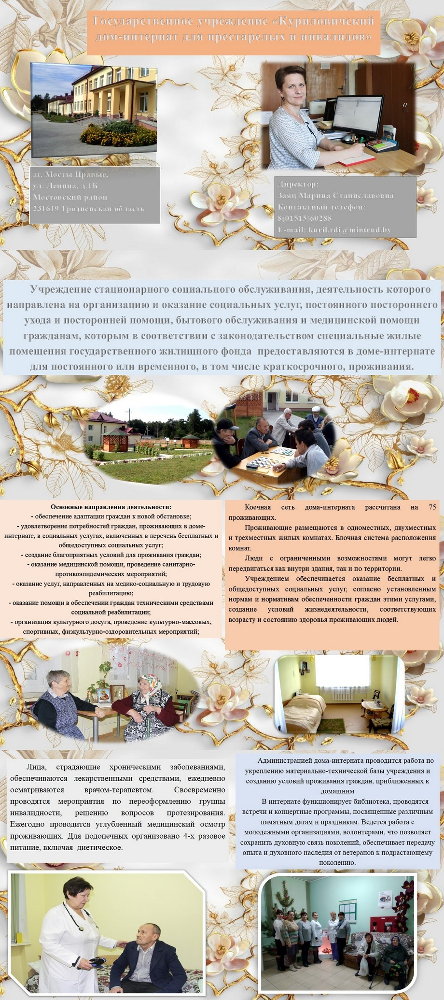 Государственное учреждение «Куриловичский
дом-интернат для престарелых и инвалидов»
аг. Мосты Правые,
ул. Ленина, д.1Б
Мостовский район
231619 Гродненская область
Директор:
Заяц Марина Станиславовна
Контактный телефон:
8(01515)60288
E-mail: kuril.rdi@mintrud.by
Учреждение стационарного социального обслуживания, деятельность которого
направлена на организацию и оказание социальных услуг, постоянного постороннего
ухода и посторонней помощи, бытового обслуживания и медицинской помощи
гражданам, которым в соответствии с законодательством специальные жилые
помещения государственного жилищного фонда предоставляются в доме-интернате
для постоянного или временного, в том числе краткосрочного, проживания.
Основные направления деятельности:
- обеспечение адаптации граждан к новой обстановке;
- удовлетворение потребностей граждан, проживающих в доме-
интернате, в социальных услугах, включенных в перечень бесплатных и
общедоступных социальных услуг;
- создание благоприятных условий для проживания граждан;
- оказание медицинской помощи, проведение санитарно-
противоэпидемических мероприятий;
- оказание услуг, направленных на медико-социальную и трудовую
реабилитацию;
- оказание помощи в обеспечении граждан техническими средствами
социальной реабилитации;
- организация культурного досуга, проведение культурно-массовых,
спортивных, физкультурно-оздоровительных мероприятий;
Коечная сеть дома-интерната рассчитана на 75
проживающих.
Проживающие размещаются в одноместных, двухместных
и трехместных жилых комнатах. Блочная система расположения
комнат.
Люди с ограниченными возможностями могут легко
передвигаться как внутри здания, так и по территории.
Учреждением обеспечивается оказание бесплатных и
общедоступных социальных услуг, согласно установленным
нормам и нормативам обеспеченности граждан этими услугами,
создание условий жизнедеятельности, соответствующих
возрасту и состоянию здоровья проживающих людей.
Лица, страдающие хроническими заболеваниями,
обеспечиваются лекарственными средствами, ежедневно
осматриваются врачом-терапевтом. Своевременно
проводятся мероприятия по переоформлению группы
инвалидности, решению вопросов протезирования.
Ежегодно проводится углубленный медицинский осмотр
проживающих. Для подопечных организовано 4-х разовое
питание, включая диетическое.
Администрацией дома-интерната проводится работа по
укреплению материально-технической базы учреждения и
созданию условий проживания граждан, приближенных к
домашним
В интернате функционирует библиотека, проводятся
встречи и концертные программы, посвященные различным
памятным датам и праздникам. Ведется работа с
молодежными организациями, волонтерами, что позволяет
сохранить духовную связь поколений, обеспечивает передачу
опыта и духовного наследия от ветеранов к подрастающему
поколению.